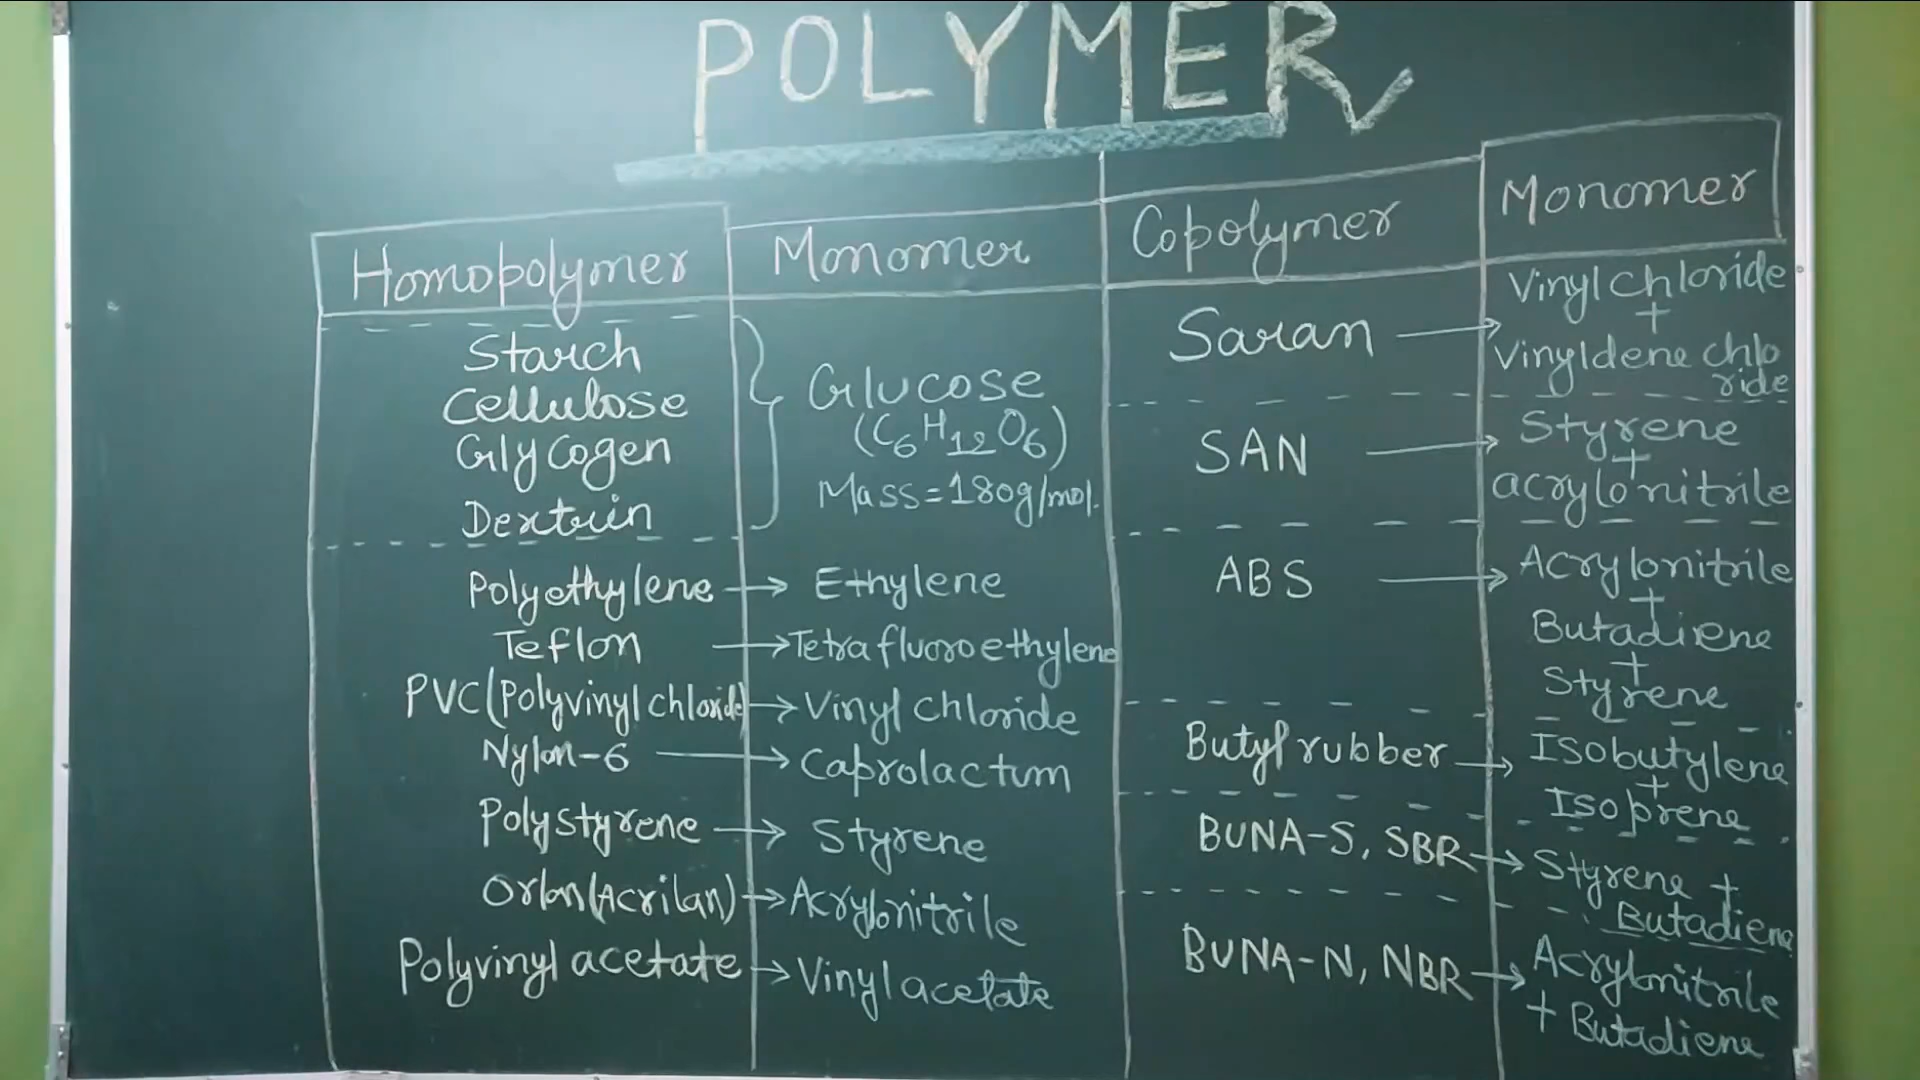 POLYMER
Homopolymer
Monomer
Copolymer
Monomer
Starch
Cellulose
Glycogen
Dextrin
Glucose
(C6H12O6)
Mass=180g/mol.
Polyethylene → Ethylene
Teflon → Tetrafluoroethylene
PVC(Polyvinyl chloride) → Vinyl chloride
Nylon-6 → Caprolactum
Polystyrene → Styrene
Orlan(Acrilan) → Acrylonitrile
Polyvinyl acetate → Vinyl acetate
Saran → Vinyl chloride
+
Vinyldene chlo
ride
SAN → Styrene
+
acrylonitrile
ABS → Acrylonitrile
+
Butadiene
+
Styrene
Butyl rubber → Isobutylene
+
Isoprene
BUNA-S, SBR → Styrene +
Butadiene
BUNA-N, NBR → Acrylonitrile
+ Butadiene